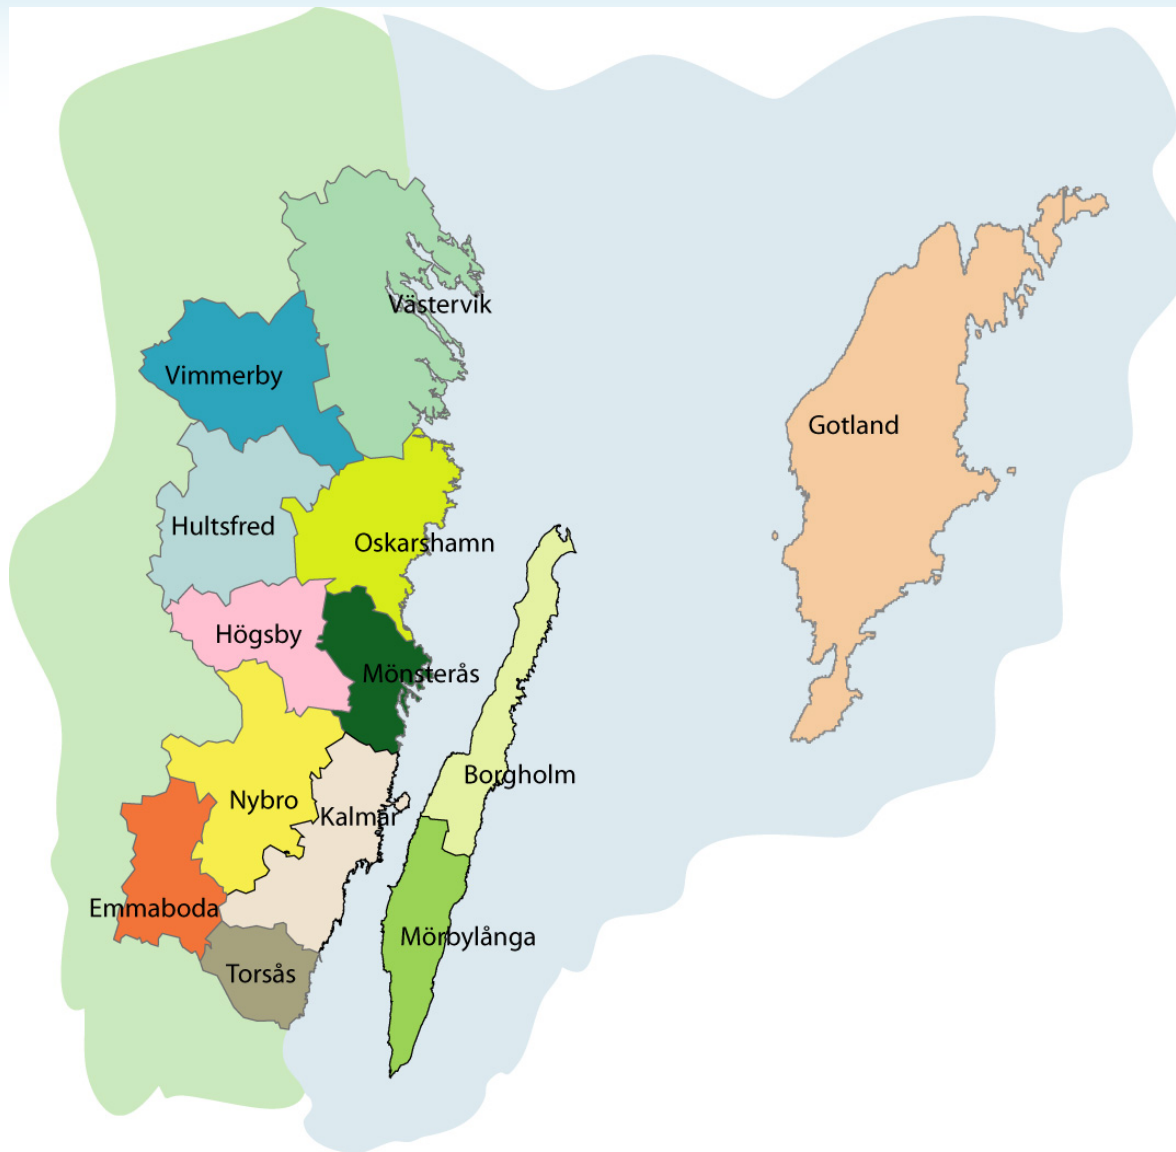 Västervik
Vimmerby
Gotland
Hultsfred
Oskarshamn
Högsby
Mönsterås
Borgholm
Nybro
Kalmar
Emmaboda
Mörbylånga
Torsås